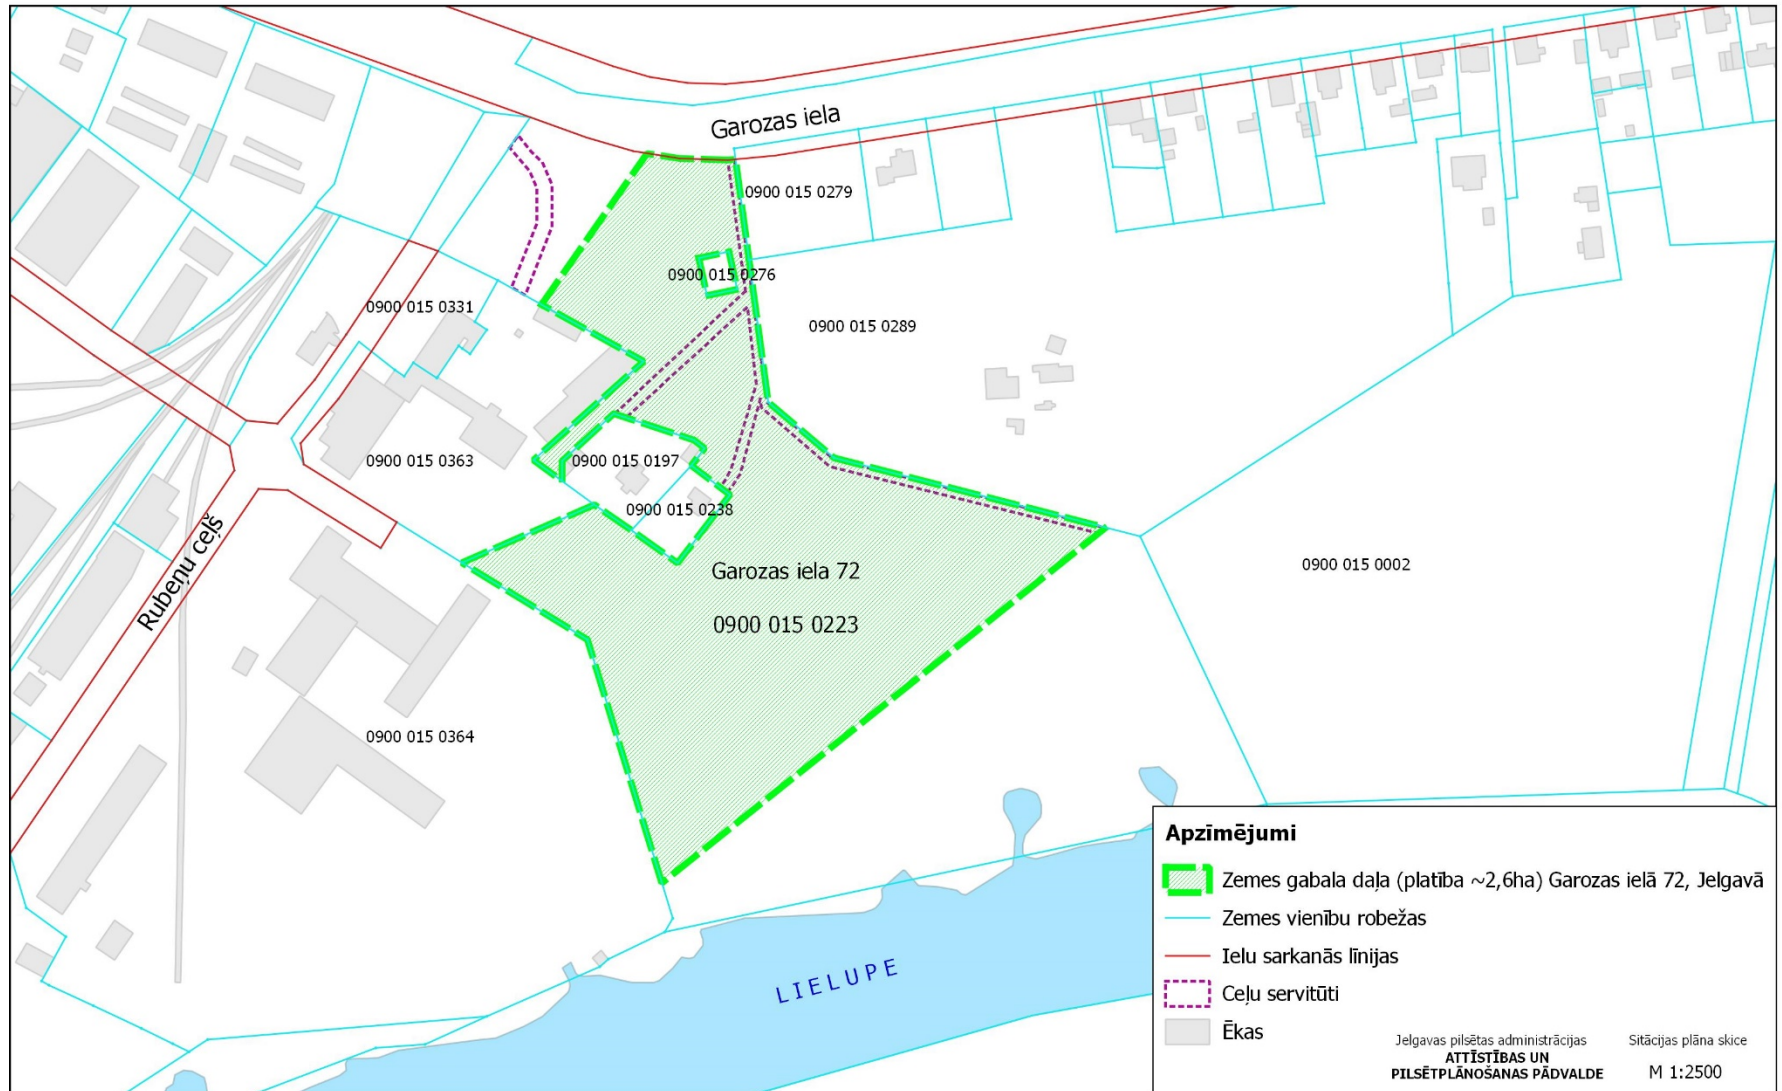 Garozas iela
0900 015 0279
0900 015 0276
0900 015 0331
0900 015 0289
0900 015 0363
0900 015 0197
0900 015 0238
Rubeņu ceļš
Garozas iela 72
0900 015 0002
0900 015 0223
0900 015 0364
LIELUPE
Apzīmējumi
Zemes gabala daļa (platība ~2,6ha) Garozas ielā 72, Jelgavā
Zemes vienību robežas
Ielu sarkanās līnijas
Ceļu servitūti
Ēkas
Jelgavas pilsētas administrācijas
ATTĪSTĪBAS UN
PILSĒTPLĀNOŠANAS PĀDVALDE
Sitācijas plāna skice
M 1:2500